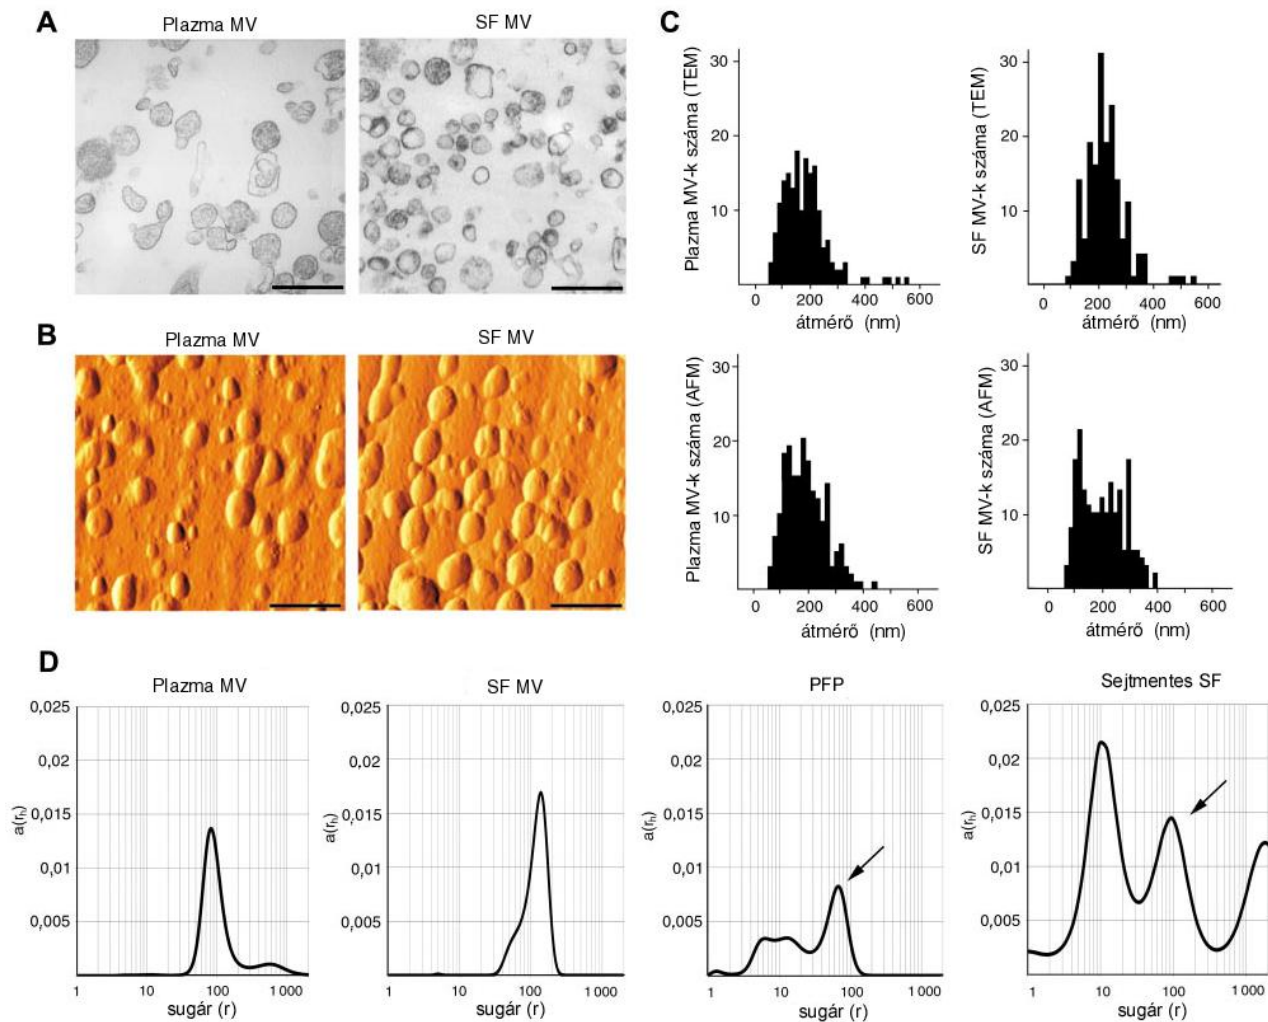 A
Plazma MV
SF MV
B
Plazma MV
SF MV
C
Plazma MV-k száma (TEM)
30
20
10
0 200 400 600
átmérő (nm)
SF MV-k száma (TEM)
30
20
10
0 200 400 600
átmérő (nm)
Plazma MV-k száma (AFM)
30
20
10
0 200 400 600
átmérő (nm)
SF MV-k száma (AFM)
30
20
10
0 200 400 600
átmérő (nm)
D
Plazma MV
a(rₕ)
0,025
0,02
0,015
0,01
0,005
1 10 100 1 000
sugár (r)
SF MV
a(rₕ)
0,025
0,02
0,015
0,01
0,005
1 10 100 1 000
sugár (r)
PFP
a(rₕ)
0,025
0,02
0,015
0,01
0,005
1 10 100 1 000
sugár (r)
Sejtmentes SF
a(rₕ)
0,025
0,02
0,015
0,01
0,005
1 10 100 1 000
sugár (r)